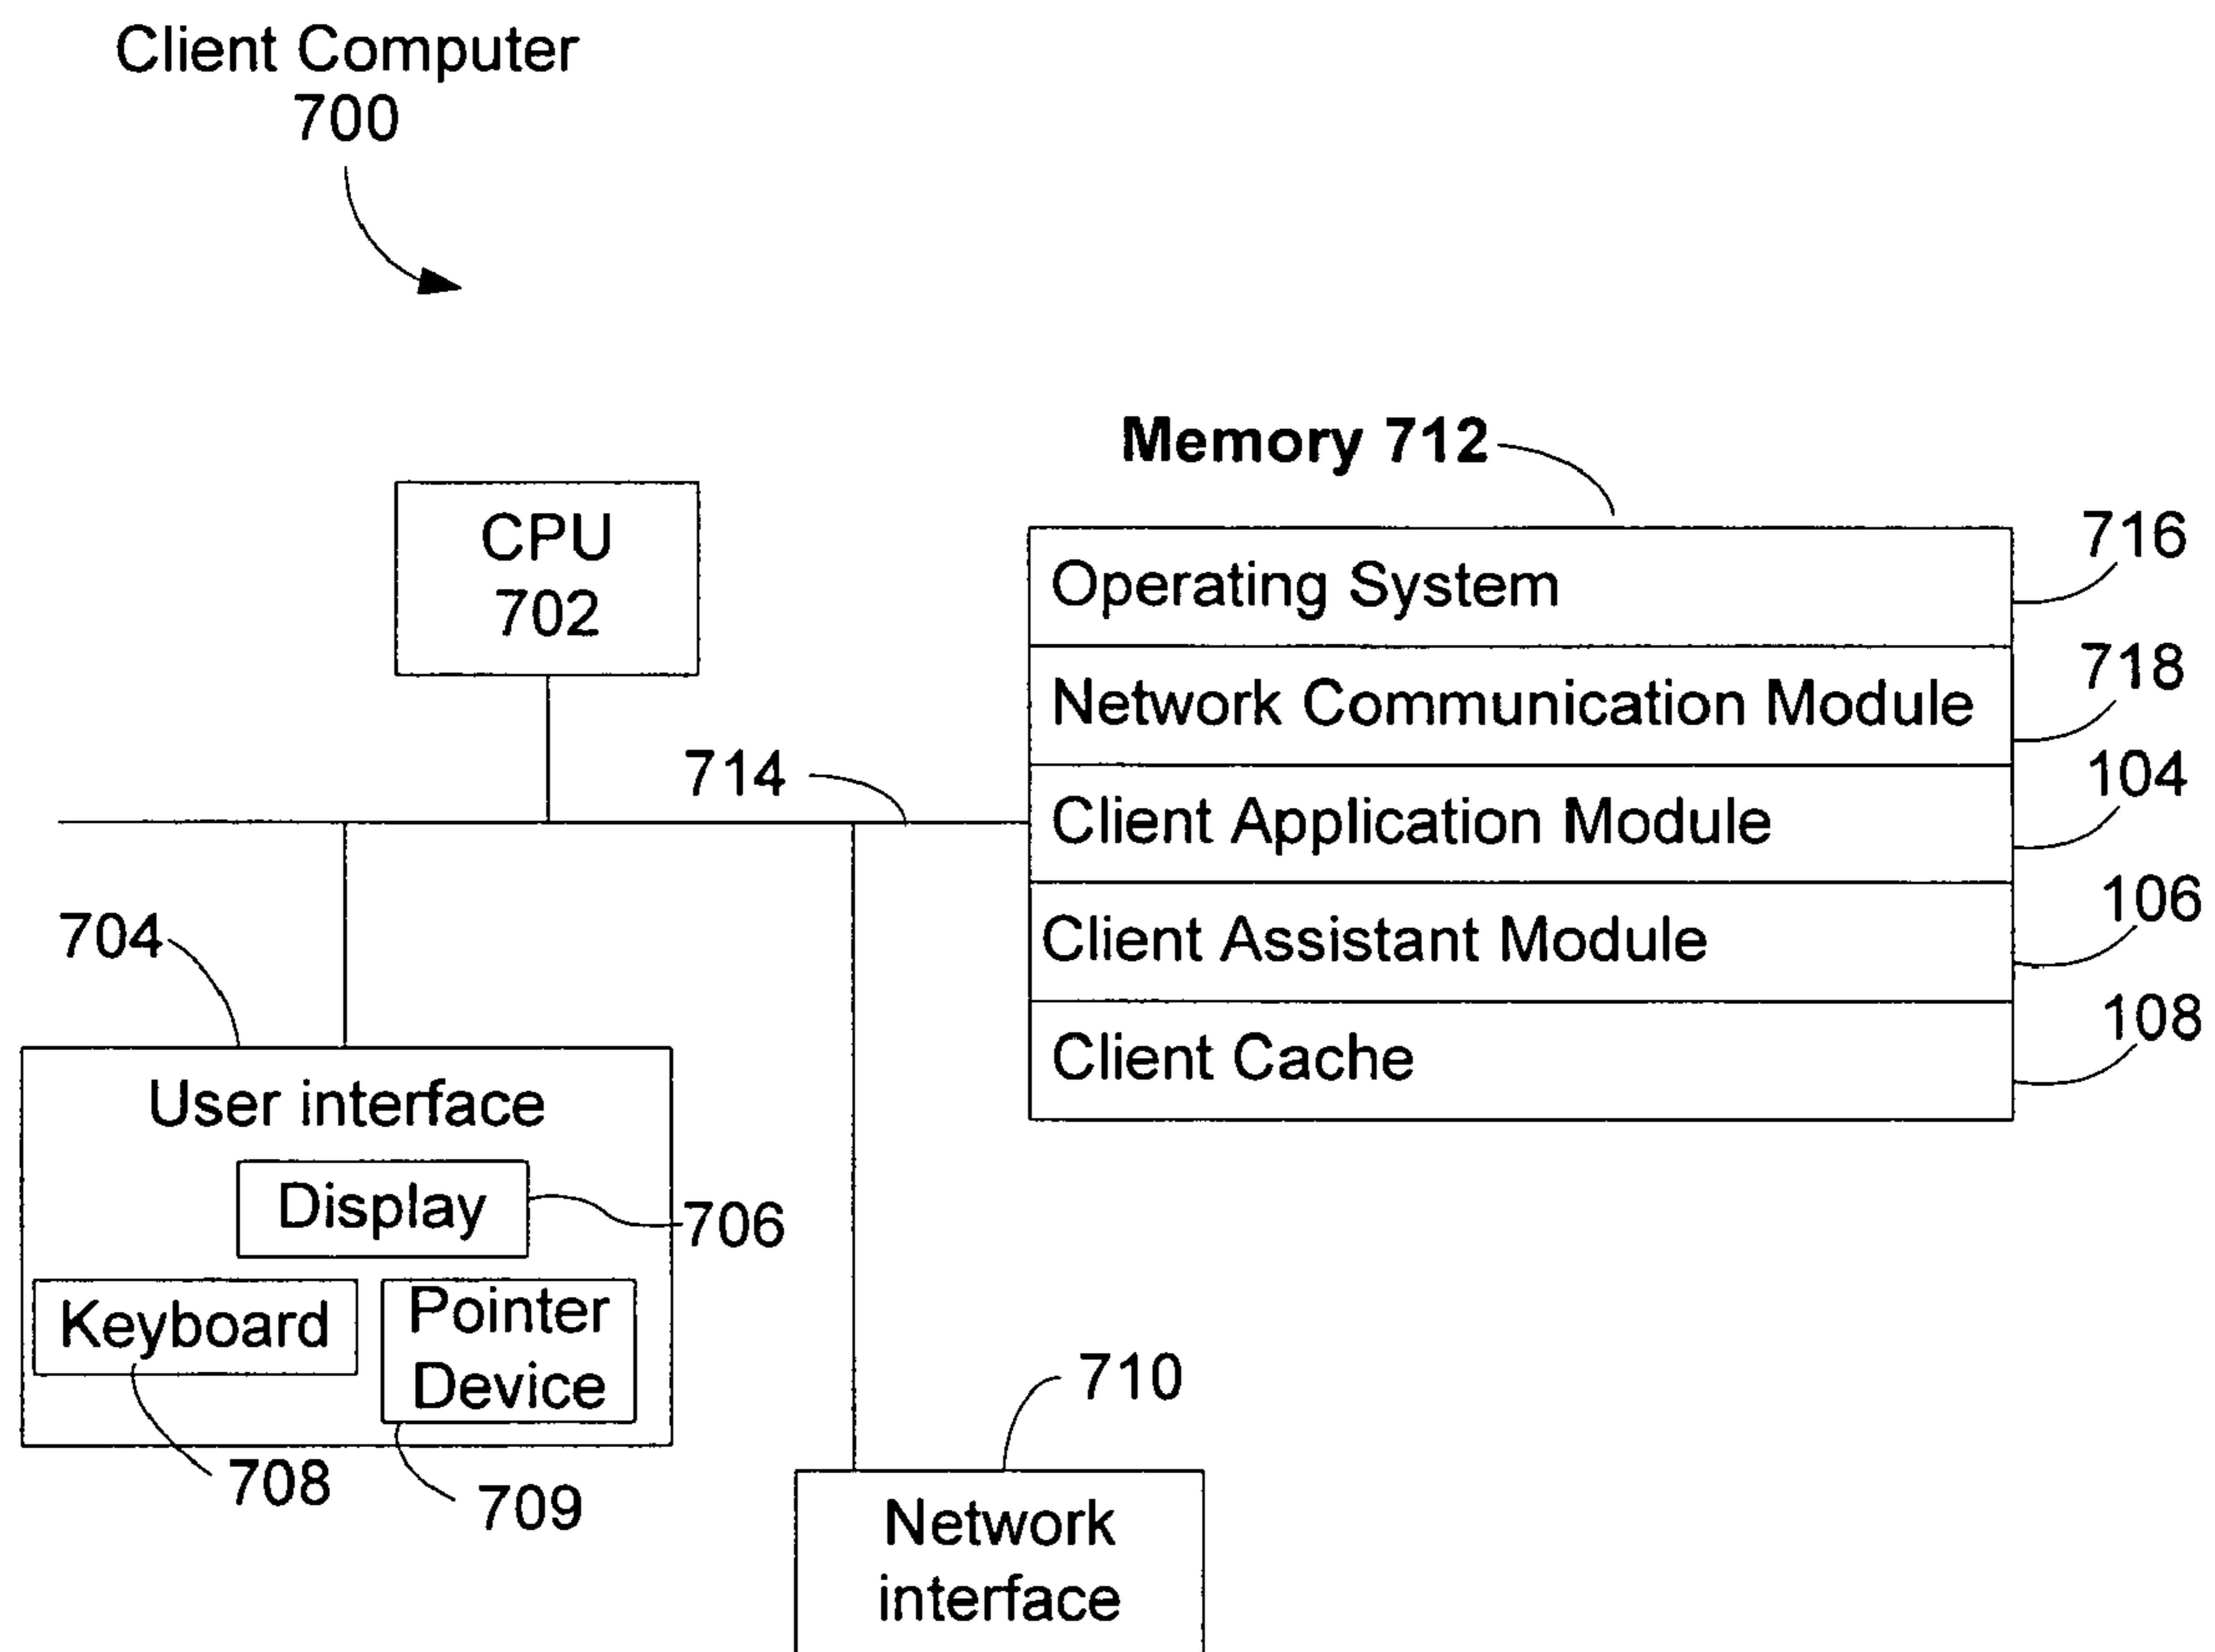 Client Computer
700
Memory 712
CPU
702
Operating System
716
Network Communication Module
718
714
Client Application Module
104
Client Assistant Module
106
Client Cache
108
704
User interface
Display
706
Keyboard
Pointer
Device
708
709
710
Network
interface